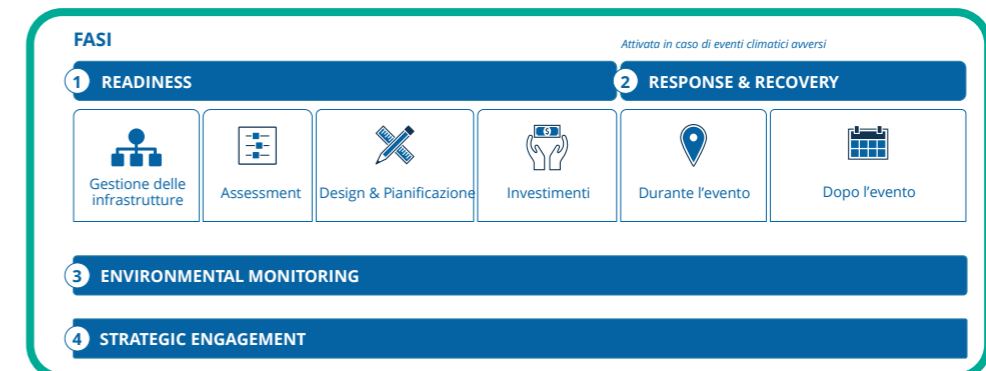 FASI
Attivata in caso di eventi climatici avversi
1 READINESS
2 RESPONSE & RECOVERY
Gestione delle
infrastrutture
Assessment
Design & Pianificazione
Investimenti
Durante l'evento
Dopo l'evento
3 ENVIRONMENTAL MONITORING
4 STRATEGIC ENGAGEMENT